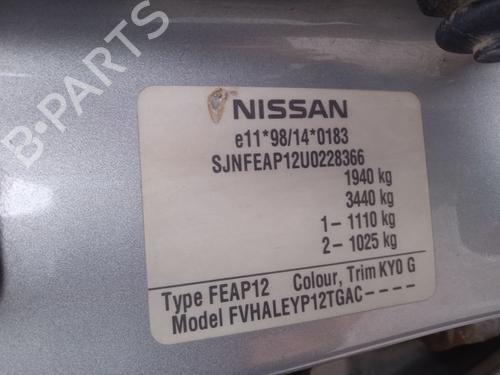 B-PARTS
NISSAN
e11*98/14*0183
SJNFEAP12U0228366
1940 kg
3440 kg
1- 1110 kg
2- 1025 kg
Type FEAP12 Colour, Trim KY0 G
Model FVHALEYP12TGAC----